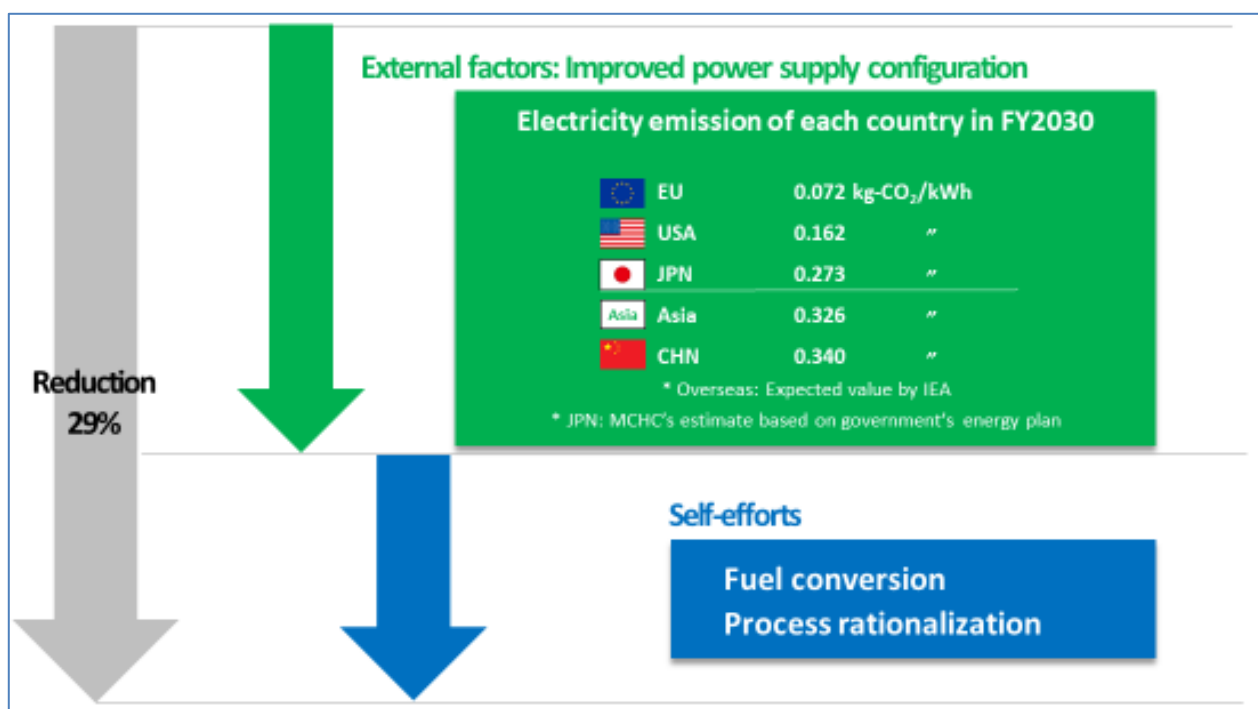 External factors: Improved power supply configuration
Electricity emission of each country in FY2030
EU 0.072 kg-CO₂/kWh
USA 0.162 〃
JPN 0.273 〃
Asia Asia 0.326 〃
CHN 0.340 〃
* Overseas: Expected value by IEA
* JPN: MCHC's estimate based on government's energy plan
Reduction
29%
Self-efforts
Fuel conversion
Process rationalization